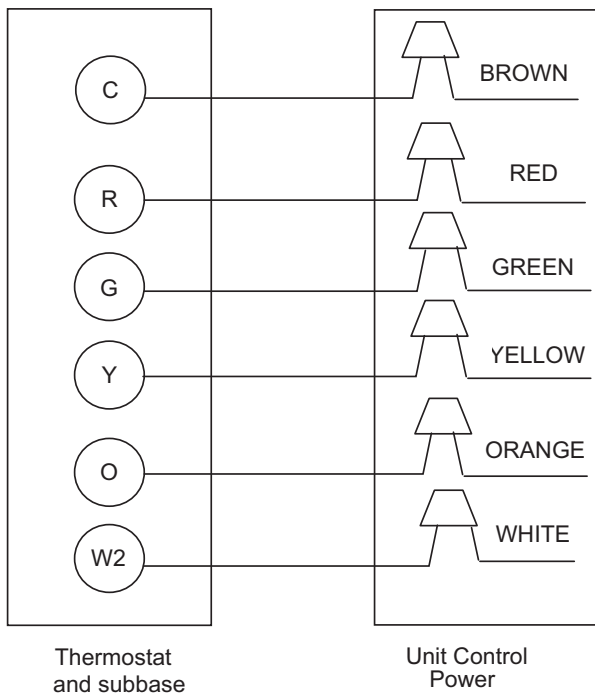 C
BROWN
R
RED
G
GREEN
Y
YELLOW
O
ORANGE
W2
WHITE
Thermostat
and subbase
Unit Control
Power